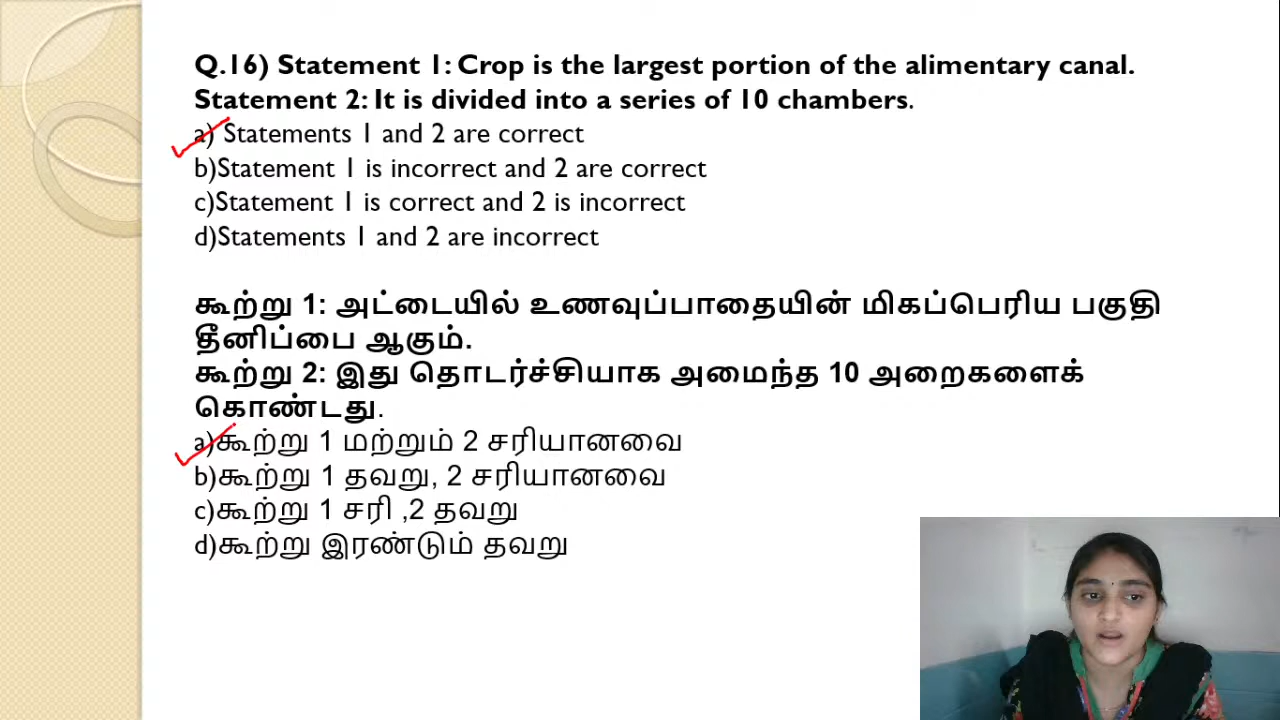 Q.16) Statement 1: Crop is the largest portion of the alimentary canal.
Statement 2: It is divided into a series of 10 chambers.
a) Statements 1 and 2 are correct
b)Statement 1 is incorrect and 2 are correct
c)Statement 1 is correct and 2 is incorrect
d)Statements 1 and 2 are incorrect
கூற்று 1: அட்டையில் உணவுப்பாதையின் மிகப்பெரிய பகுதி
தீனிப்பை ஆகும்.
கூற்று 2: இது தொடர்ச்சியாக அமைந்த 10 அறைகளைக்
கொண்டது.
a)கூற்று 1 மற்றும் 2 சரியானவை
b)கூற்று 1 தவறு, 2 சரியானவை
c)கூற்று 1 சரி ,2 தவறு
d)கூற்று இரண்டும் தவறு